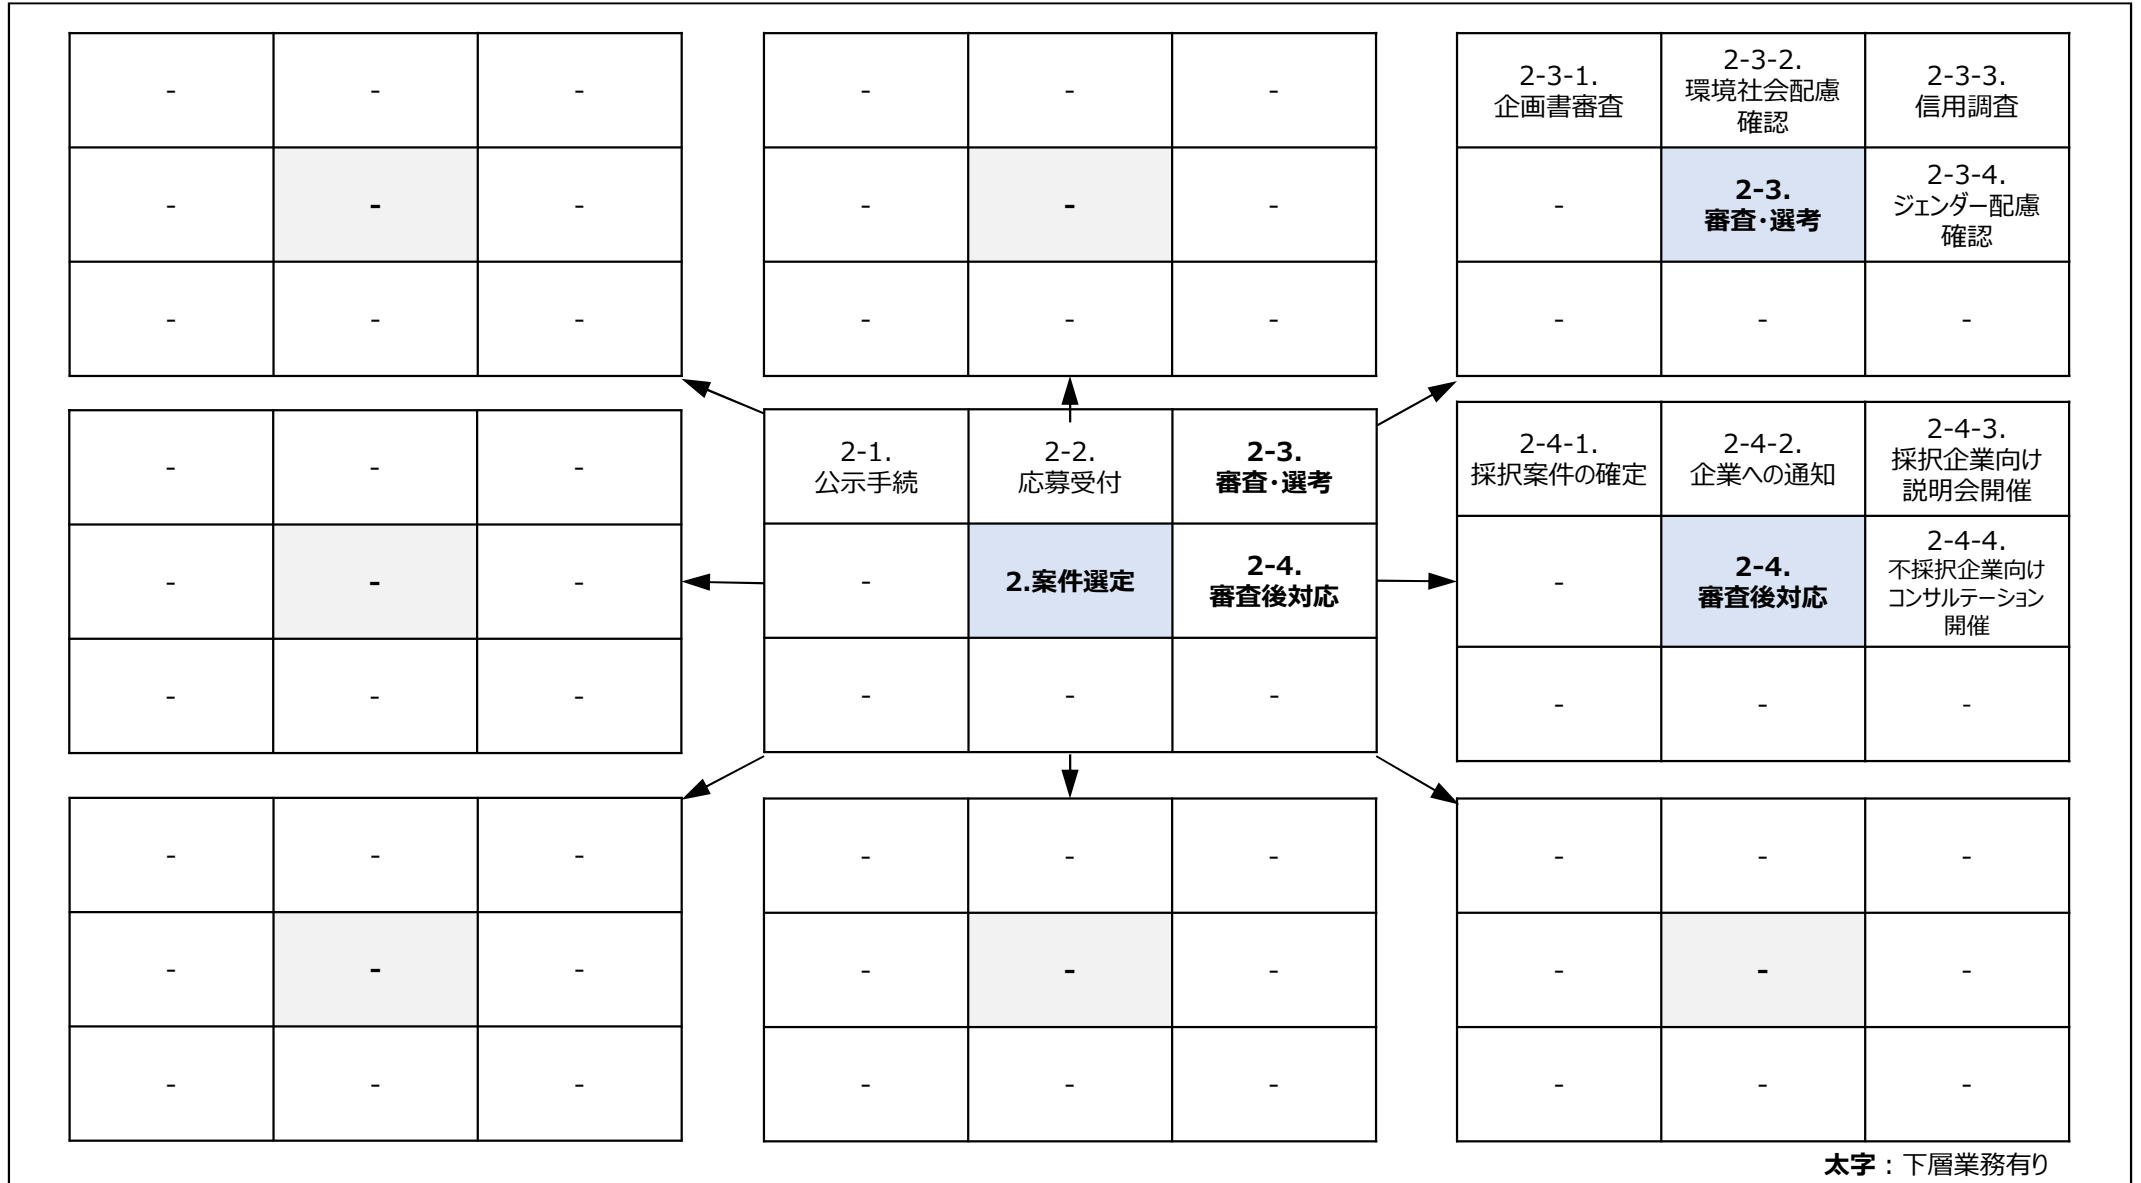 - - -
- - -
- - -
- - -
- - -
- - -
2-3-1.
企画書審査
2-3-2.
環境社会配慮
確認
2-3-3.
信用調査
-
2-3.
審査・選考
2-3-4.
ジェンダー配慮
確認
- - -
- - -
- - -
- - -
2-1.
公示手続
2-2.
応募受付
2-3.
審査・選考
-
2.案件選定
2-4.
審査後対応
- - -
2-4-1.
採択案件の確定
2-4-2.
企業への通知
2-4-3.
採択企業向け
説明会開催
-
2-4.
審査後対応
2-4-4.
不採択企業向け
コンサルテーション
開催
- - -
- - -
- - -
- - -
- - -
- - -
- - -
- - -
- - -
- - -
太字：下層業務有り